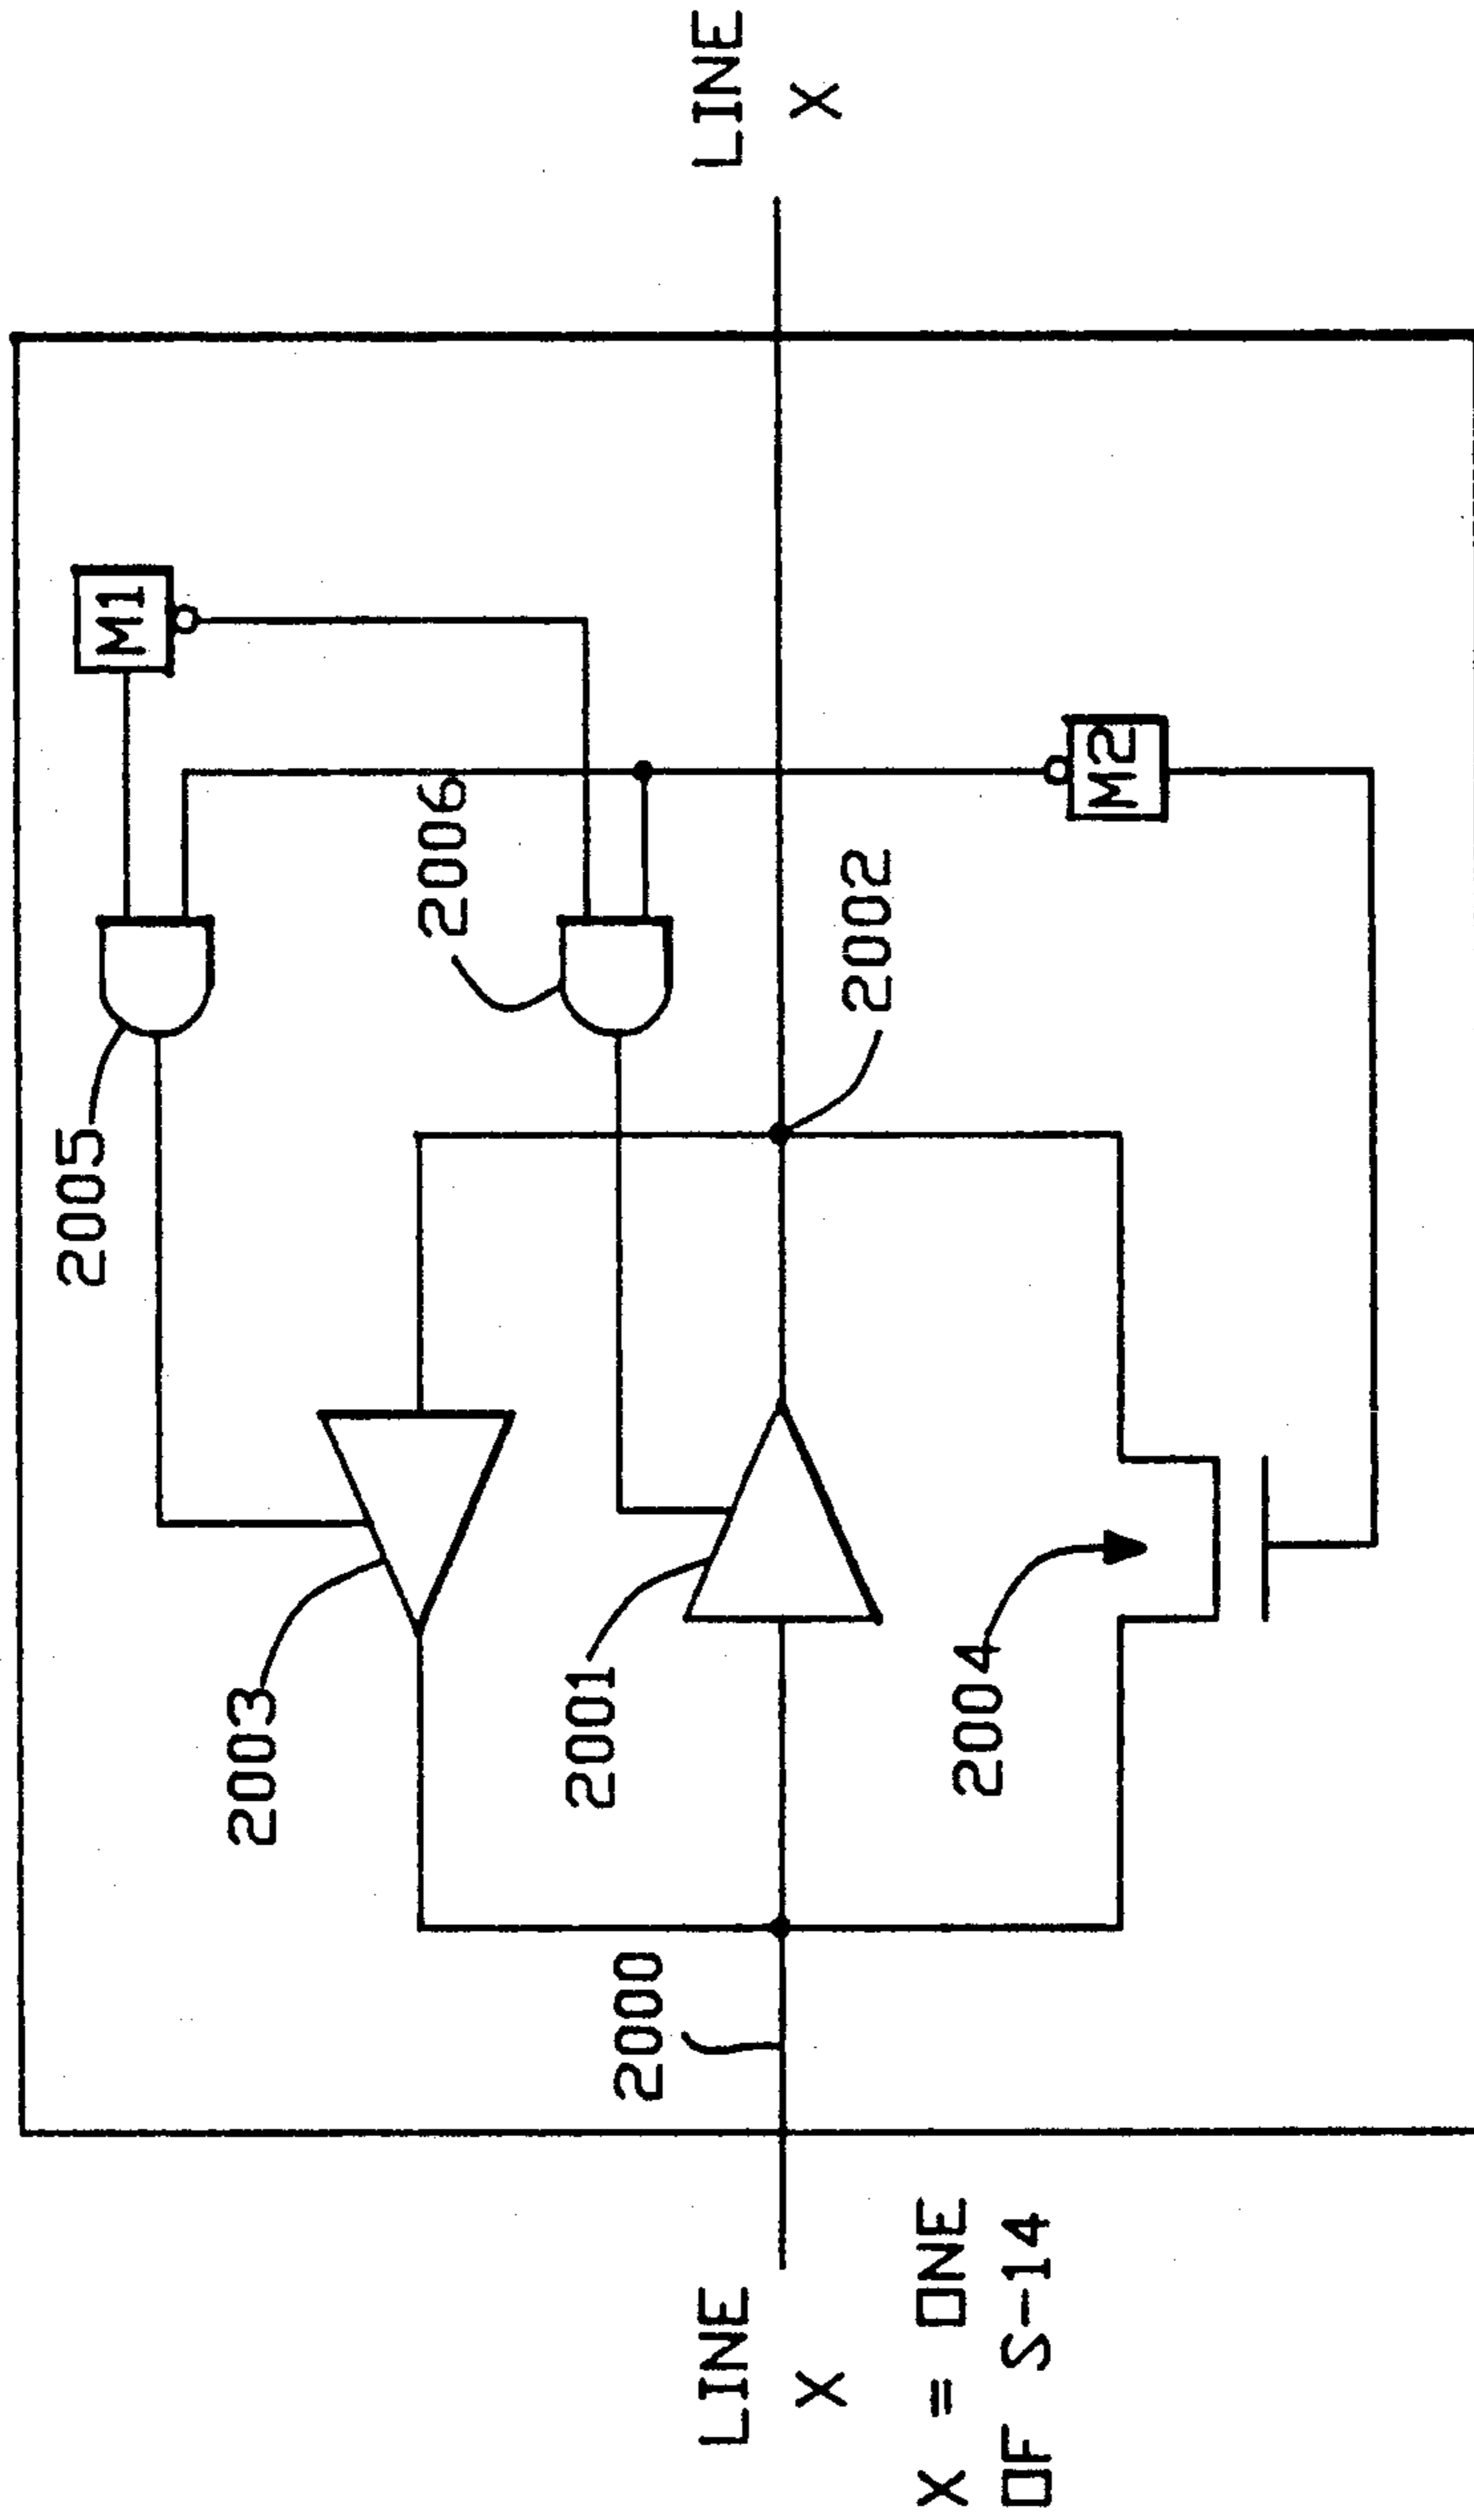 2005
M1
2003
2006
2001
2000
LINE
X
LINE
X
2002
X = ONE
OF S-14
2004
M2